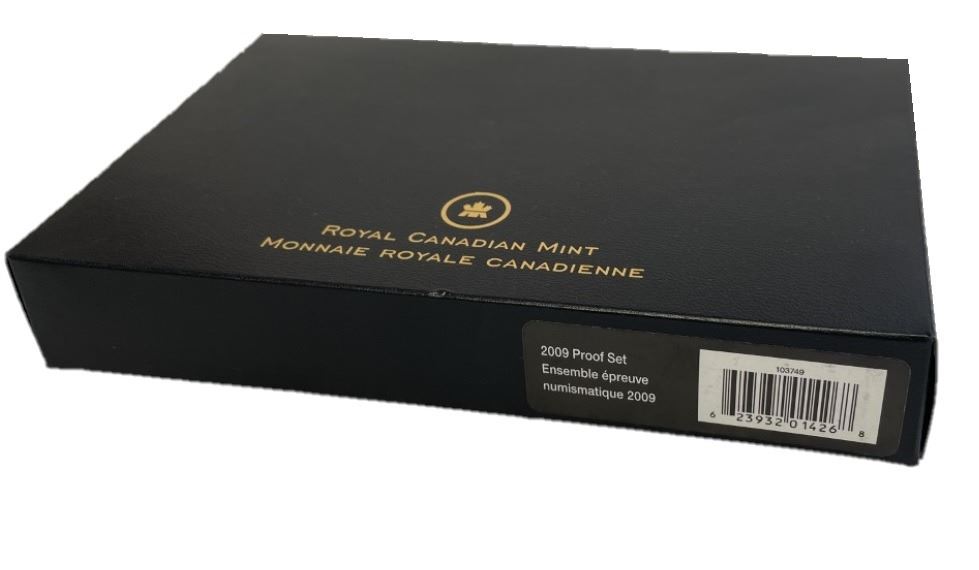 ROYAL CANADIAN MINT
MONNAIE ROYALE CANADIENNE
2009 Proof Set
Ensemble épreuve
numismatique 2009
103749
6 23932 01426 8